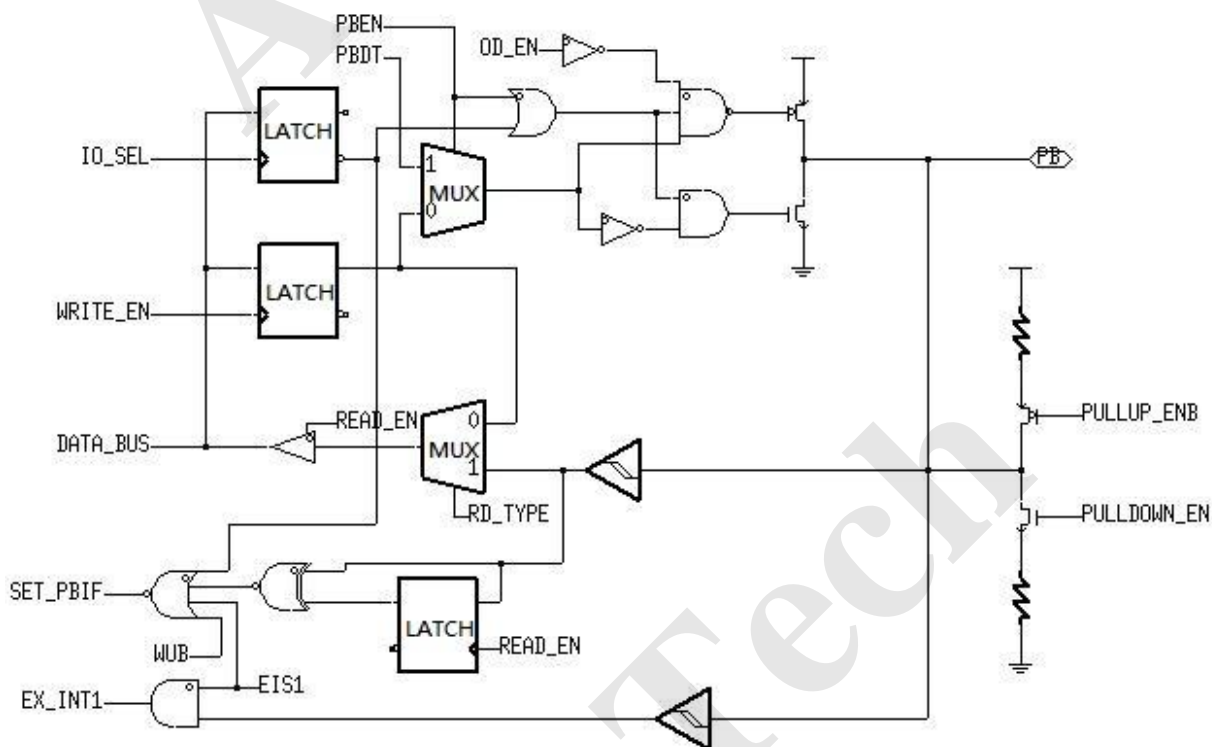 PBEN
PBDT
OD_EN
LATCH
IO_SEL
1
MUX
0
PB
LATCH
WRITE_EN
READ_EN
0
MUX
1
DATA_BUS
PULLUP_ENB
RD_TYPE
PULLDOWN_EN
SET_PBIF
LATCH
READ_EN
WUB
EIS1
EX_INT1
Tech